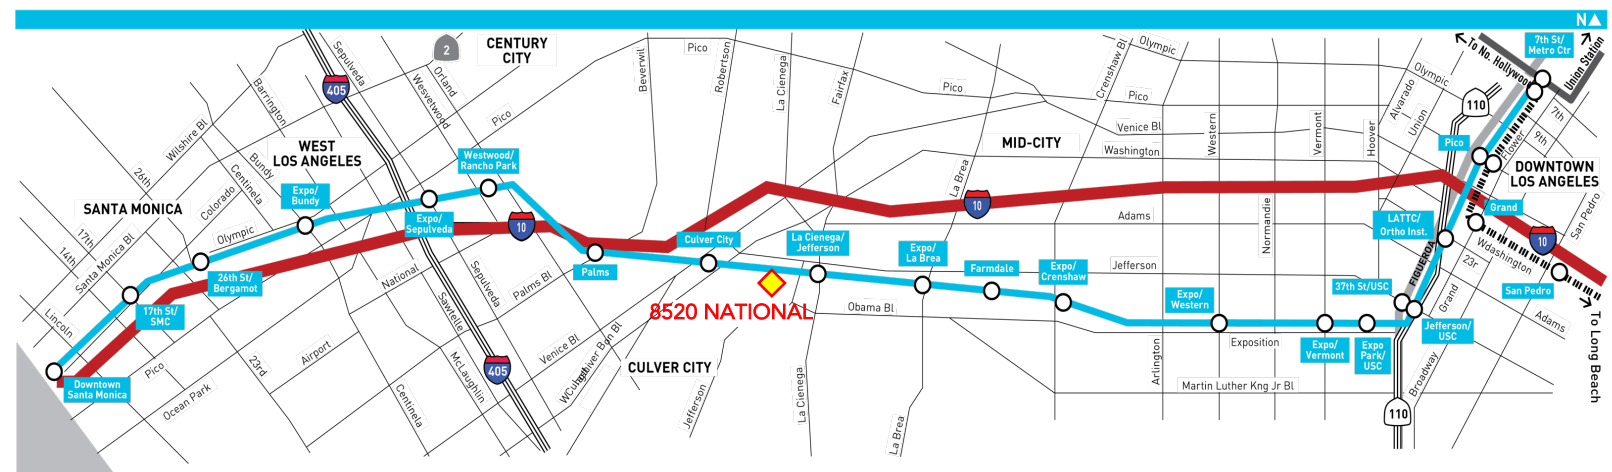 N
7th St/
Metro Ctr
To No. Hollywood
Union Station
2
CENTURY
CITY
Sepulveda
Orland
Wesvetwood
Beverwil
Pico
Robertson
La Cienega
Fairfax
Crenshaw Bl
Olympic
Olympic
405
Barrington
Pico
Pico
Pico
Alvarado
Union
110
7th
9th
Flower
Wilshire Bl
WEST
LOS ANGELES
Bundy
Centinela
Westwood/
Rancho Park
Venice Bl
Washington
MID-CITY
Western
Vermont
Hoover
Pico
DOWNTOWN
LOS ANGELES
26th
Colorado
Expo/
Bundy
La Brea
10
Normandie
Adams
San Pedro
SANTA MONICA
Olympic
Expo/
Sepulveda
10
Culver City
La Cienega/
Jefferson
Expo/
La Brea
LATTC/
Ortho Inst.
Grand
10
17th
14th
Santa Monica Bl
26th St/
Bergamot
National
Sepulveda
Palms Bl
Palms
Farmdale
Expo/
Crenshaw
Jefferson
FIGUEROA
23r
Wdashington
San Pedro
Lincoln
17th St/
SMC
Sawtelle
8520 NATIONAL
Obama Bl
Expo/
Western
37th St/USC
Grand
Adams
To Long Beach
Airport
23rd
Pico
Venice Bl
CULVER CITY
Arlington
Exposition
Expo/
Vermont
Expo
Park/
USC
Jefferson/
USC
Broadway
Downtown
Santa Monica
Ocean Park
Centinela
McLaughlin
405
Jefferson
La Cienega
La Brea
Martin Luther Kng Jr Bl
110